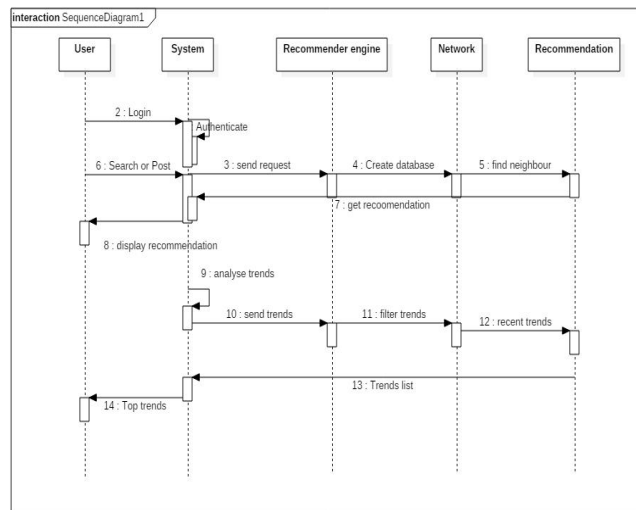 interaction SequenceDiagram1
User
System
Recommender engine
Network
Recommendation
2 : Login
Authenticate
6 : Search or Post
3 : send request
4 : Create database
5 : find neighbour
7 : get recoomendation
8 : display recommendation
9 : analyse trends
10 : send trends
11 : filter trends
12 : recent trends
13 : Trends list
14 : Top trends